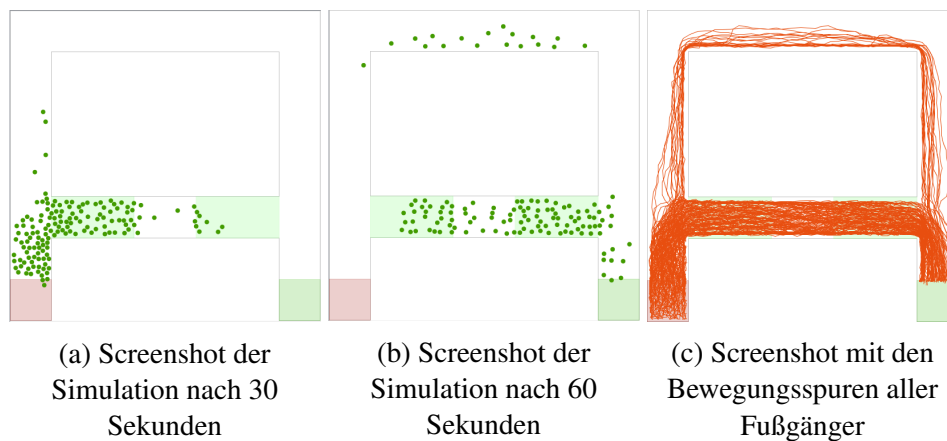 (a) Screenshot der
Simulation nach 30
Sekunden
(b) Screenshot der
Simulation nach 60
Sekunden
(c) Screenshot mit den
Bewegungsspuren aller
Fußgänger